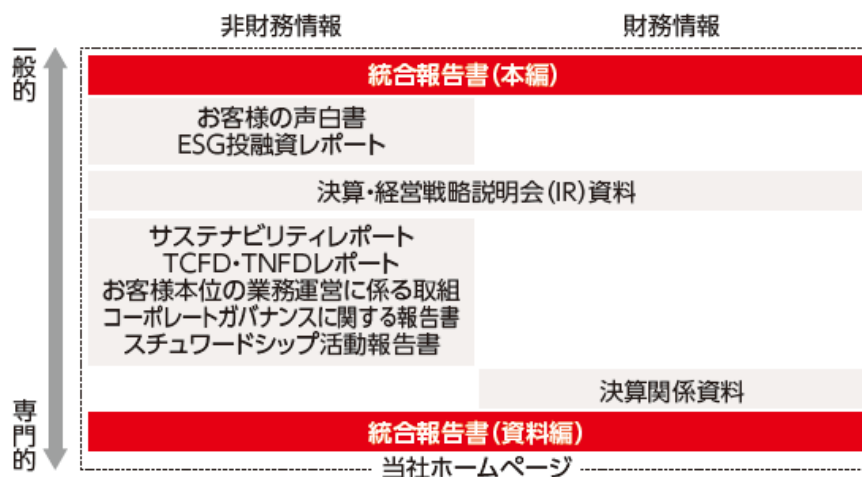 非財務情報
財務情報
一般的
統合報告書(本編)
お客様の声白書
ESG投融資レポート
決算・経営戦略説明会(IR)資料
サステナビリティレポート
TCFD・TNFDレポート
お客様本位の業務運営に係る取組
コーポレートガバナンスに関する報告書
スチュワードシップ活動報告書
決算関係資料
専門的
統合報告書(資料編)
当社ホームページ